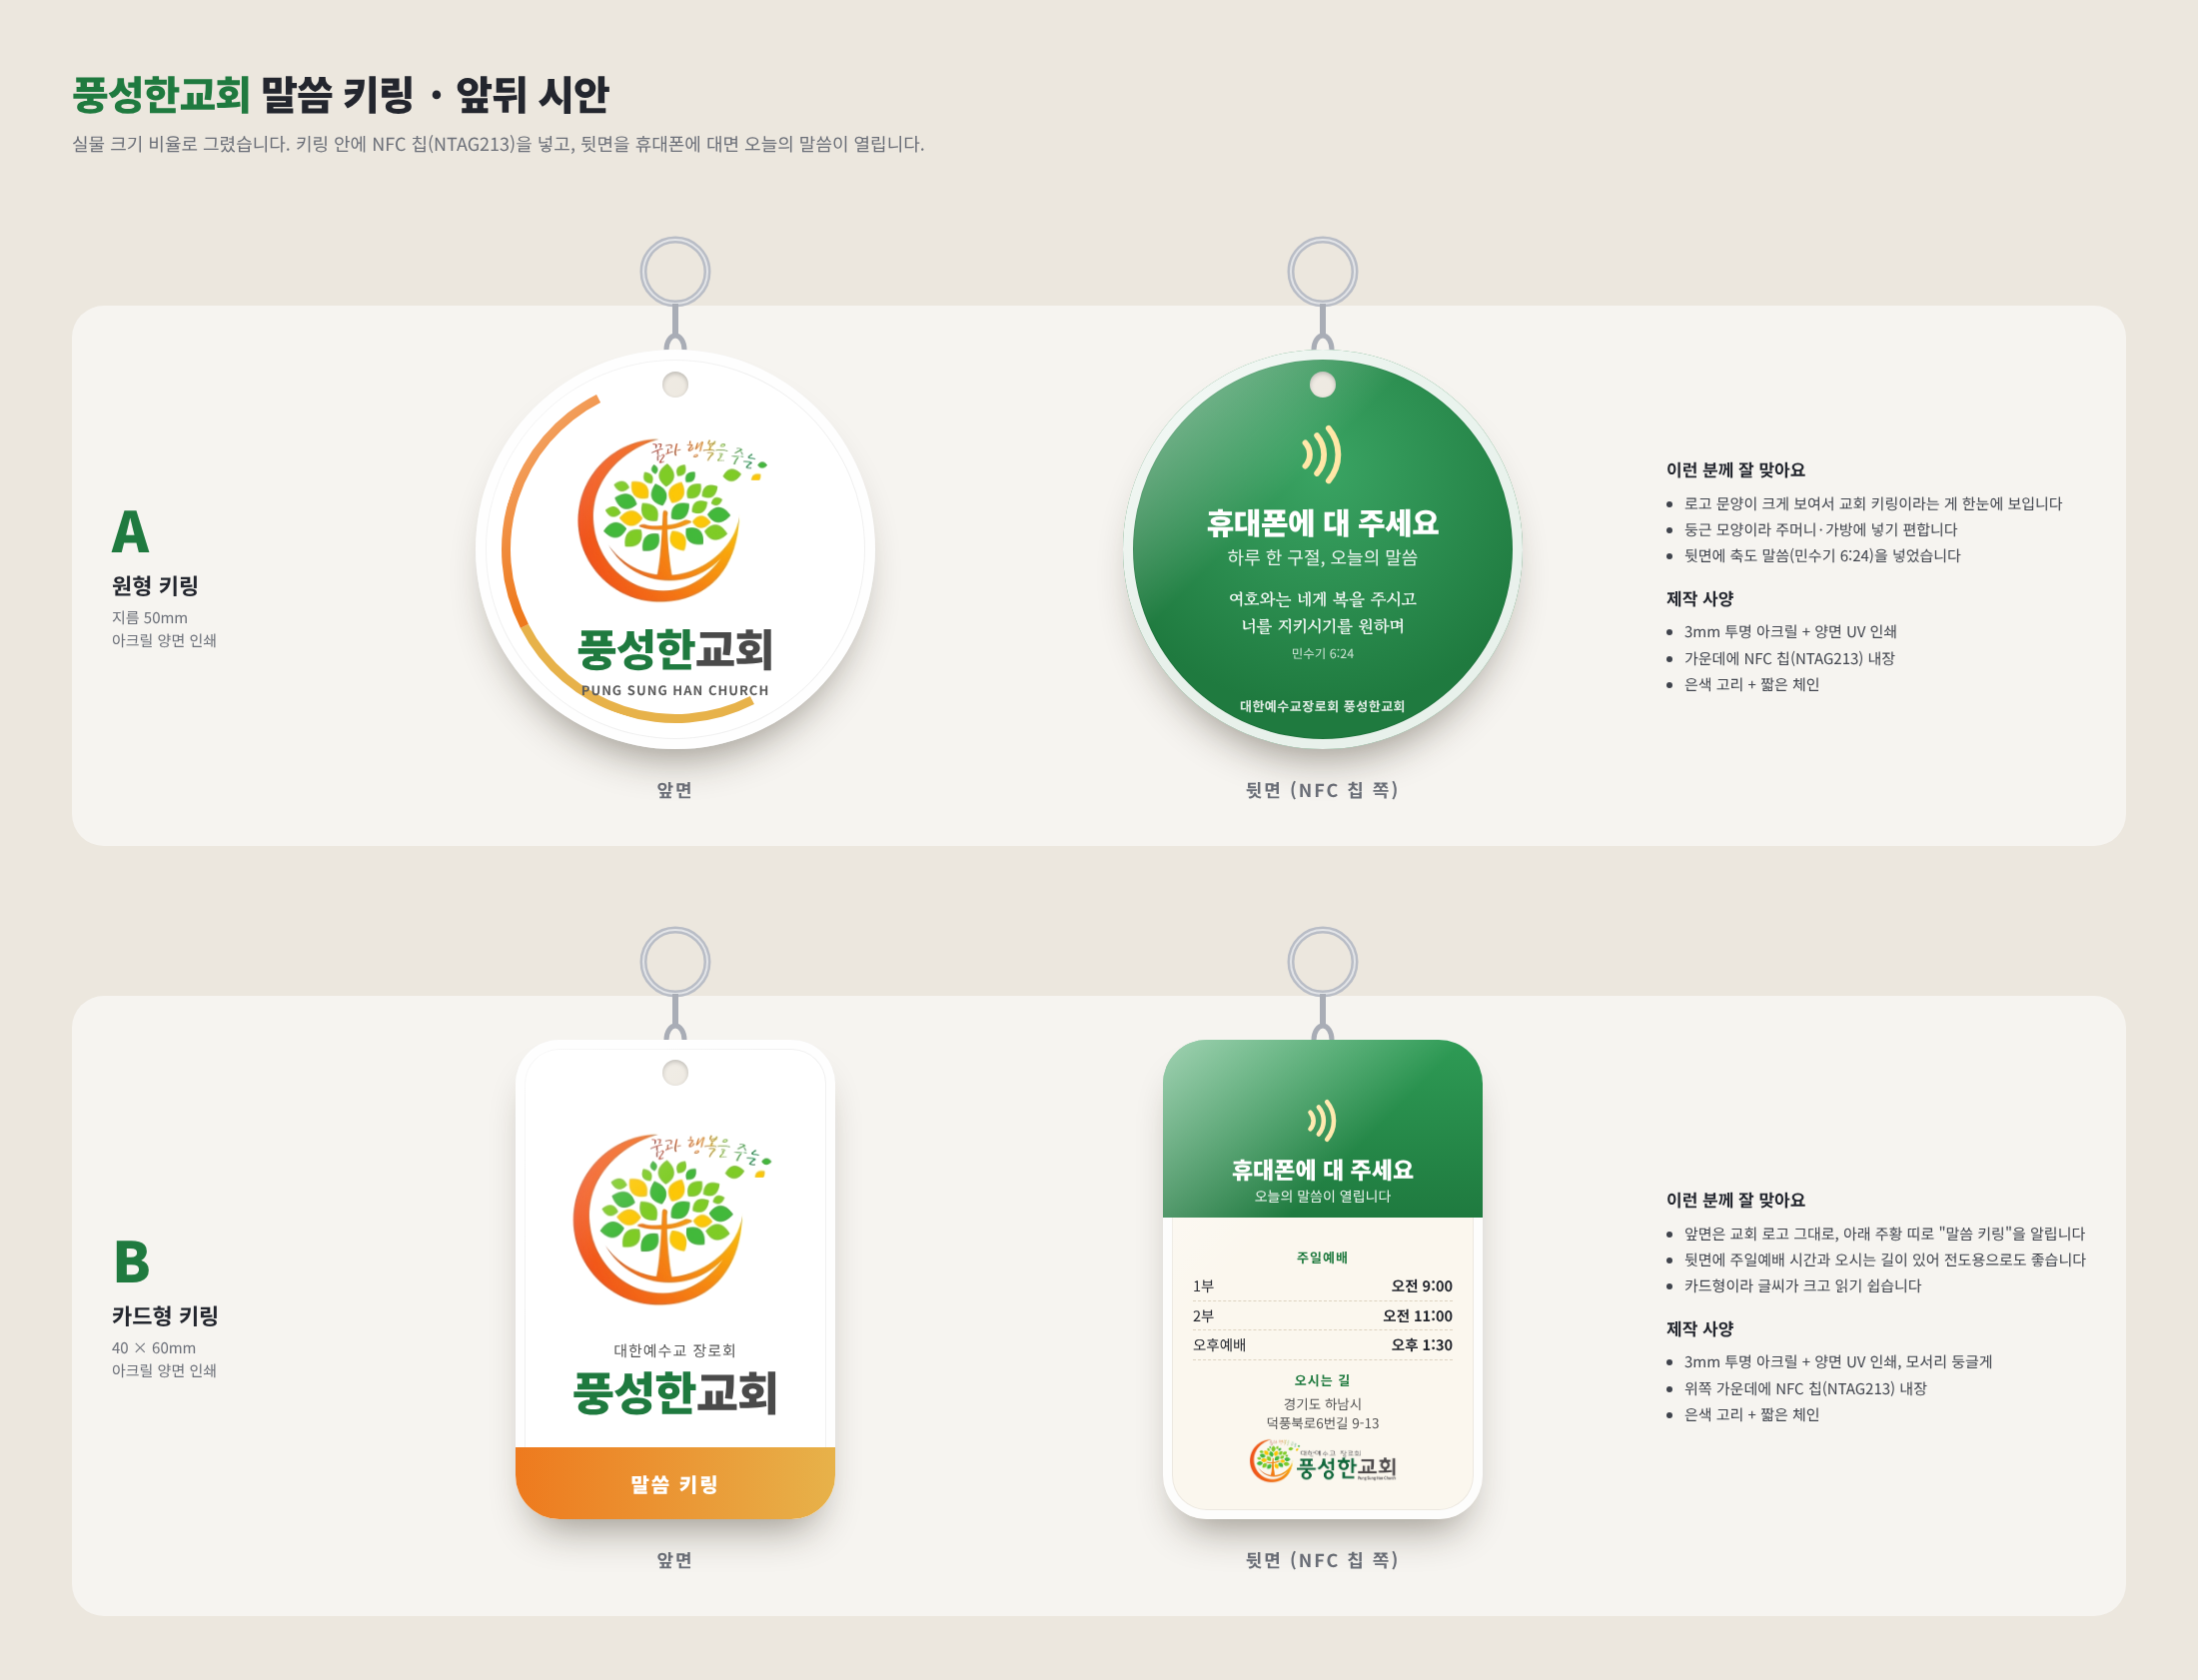 풍성한교회 말씀 키링 · 앞뒤 시안
실물 크기 비율로 그렸습니다. 키링 안에 NFC 칩(NTAG213)을 넣고, 뒷면을 휴대폰에 대면 오늘의 말씀이 열립니다.
A
원형 키링
지름 50mm
아크릴 양면 인쇄
꿈과 행복을 주는
풍성한교회
PUNG SUNG HAN CHURCH
앞면
휴대폰에 대 주세요
하루 한 구절, 오늘의 말씀
여호와는 네게 복을 주시고
너를 지키시기를 원하며
민수기 6:24
대한예수교장로회 풍성한교회
뒷면 (NFC 칩 쪽)
이런 분께 잘 맞아요
로고 문양이 크게 보여서 교회 키링이라는 게 한눈에 보입니다
둥근 모양이라 주머니·가방에 넣기 편합니다
뒷면에 축도 말씀(민수기 6:24)을 넣었습니다
제작 사양
3mm 투명 아크릴 + 양면 UV 인쇄
가운데에 NFC 칩(NTAG213) 내장
은색 고리 + 짧은 체인
B
카드형 키링
40 × 60mm
아크릴 양면 인쇄
꿈과 행복을 주는
대한예수교 장로회
풍성한교회
말씀 키링
앞면
휴대폰에 대 주세요
오늘의 말씀이 열립니다
주일예배
1부 오전 9:00
2부 오전 11:00
오후예배 오후 1:30
오시는 길
경기도 하남시
덕풍북로6번길 9-13
대한예수교 장로회
풍성한교회
Pung Sung Han Church
뒷면 (NFC 칩 쪽)
이런 분께 잘 맞아요
앞면은 교회 로고 그대로, 아래 주황 띠로 "말씀 키링"을 알립니다
뒷면에 주일예배 시간과 오시는 길이 있어 전도용으로도 좋습니다
카드형이라 글씨가 크고 읽기 쉽습니다
제작 사양
3mm 투명 아크릴 + 양면 UV 인쇄, 모서리 둥글게
위쪽 가운데에 NFC 칩(NTAG213) 내장
은색 고리 + 짧은 체인